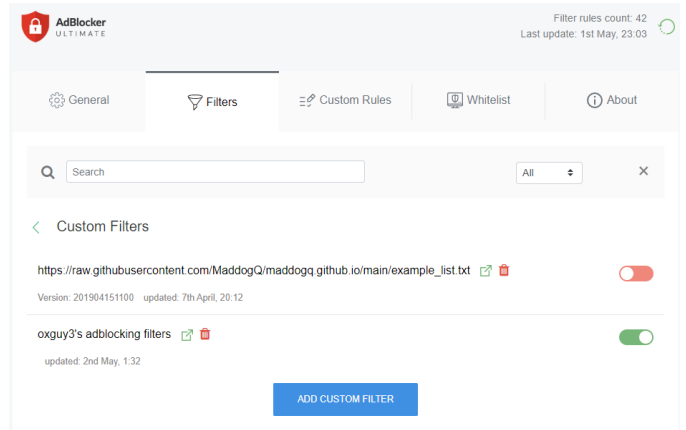 AdBlocker
ULTIMATE
Filter rules count: 42
Last update: 1st May, 23:03
General
Filters
Custom Rules
Whitelist
About
Search
All
Custom Filters
https://raw.githubusercontent.com/MaddogQ/maddogq.github.io/main/example_list.txt
Version: 201904151100 updated: 7th April, 20:12
oxguy3's adblocking filters
updated: 2nd May, 1:32
ADD CUSTOM FILTER